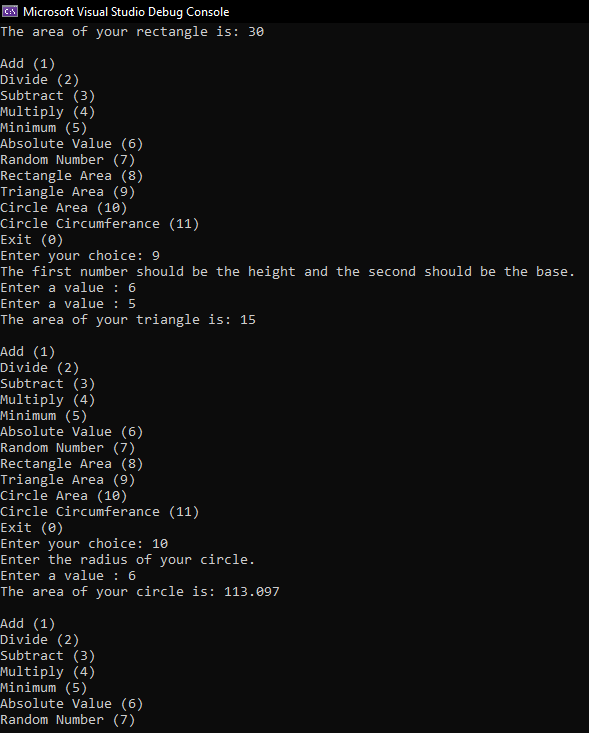 C:\ Microsoft Visual Studio Debug Console
The area of your rectangle is: 30
Add (1)
Divide (2)
Subtract (3)
Multiply (4)
Minimum (5)
Absolute Value (6)
Random Number (7)
Rectangle Area (8)
Triangle Area (9)
Circle Area (10)
Circle Circumferance (11)
Exit (0)
Enter your choice: 9
The first number should be the height and the second should be the base.
Enter a value : 6
Enter a value : 5
The area of your triangle is: 15
Add (1)
Divide (2)
Subtract (3)
Multiply (4)
Minimum (5)
Absolute Value (6)
Random Number (7)
Rectangle Area (8)
Triangle Area (9)
Circle Area (10)
Circle Circumferance (11)
Exit (0)
Enter your choice: 10
Enter the radius of your circle.
Enter a value : 6
The area of your circle is: 113.097
Add (1)
Divide (2)
Subtract (3)
Multiply (4)
Minimum (5)
Absolute Value (6)
Random Number (7)